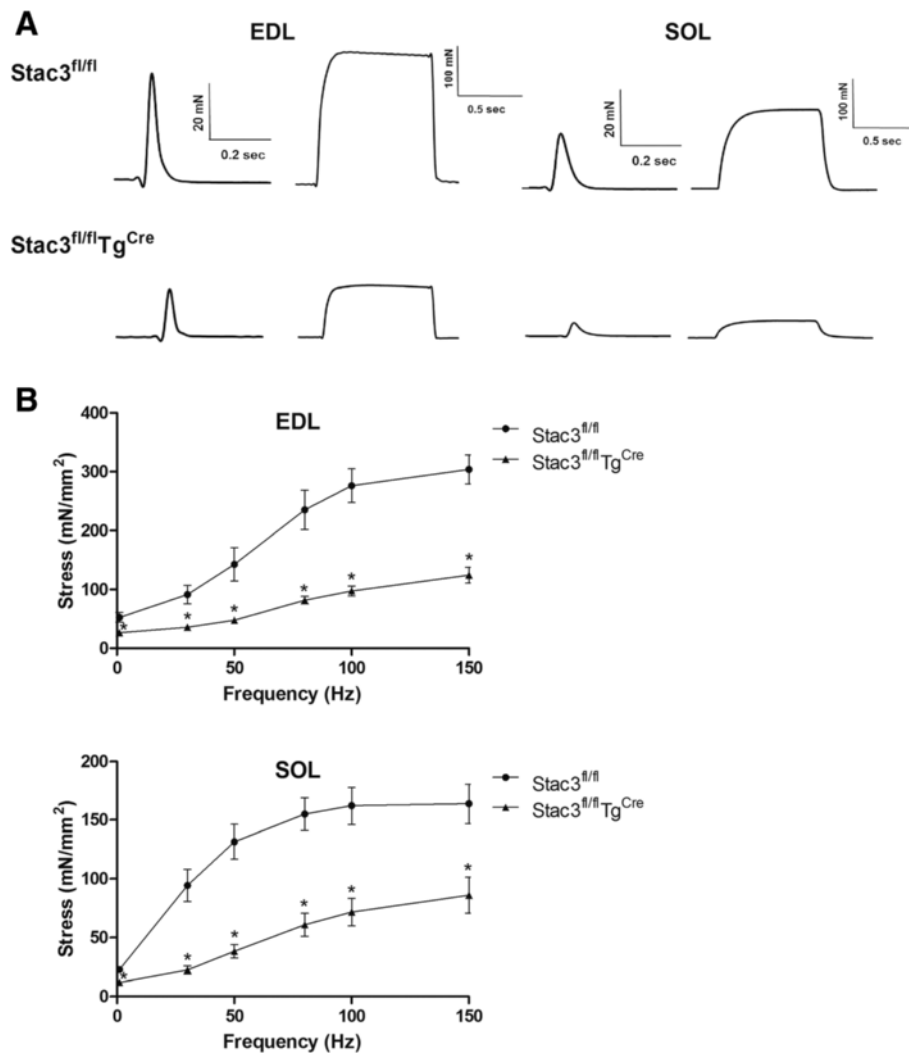 A
EDL
SOL
Stac3fl/fl
20 mN
0.2 sec
100 mN
0.5 sec
20 mN
0.2 sec
100 mN
0.5 sec
Stac3fl/flTgCre
B
EDL
400
300
200
100
0
Stress (mN/mm2)
* * * * * *
0 50 100 150
Frequency (Hz)
Stac3fl/fl
Stac3fl/flTgCre
SOL
200
150
100
50
0
Stress (mN/mm2)
* * * * * *
0 50 100 150
Frequency (Hz)
Stac3fl/fl
Stac3fl/flTgCre